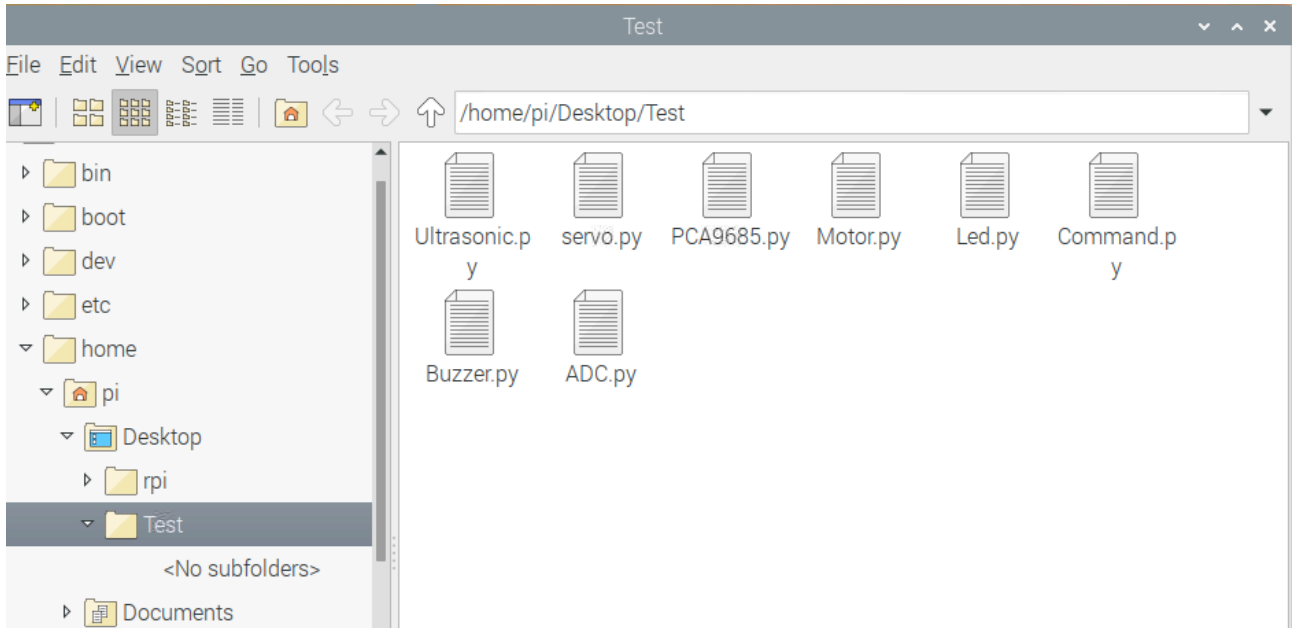 Test
File Edit View Sort Go Tools
/home/pi/Desktop/Test
bin
boot
dev
etc
home
pi
Desktop
rpi
Test
<No subfolders>
Documents
Ultrasonic.p
y
servo.py
PCA9685.py
Motor.py
Led.py
Command.p
y
Buzzer.py
ADC.py